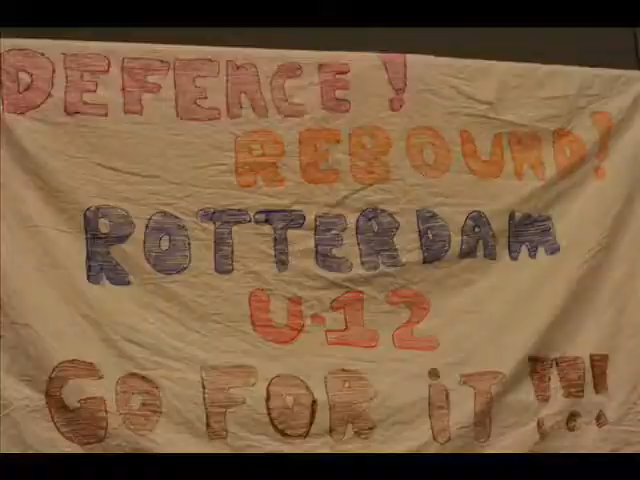 DEFENCE!
REBOUND!
ROTTERDAM
U-12
GO FOR iT !!!